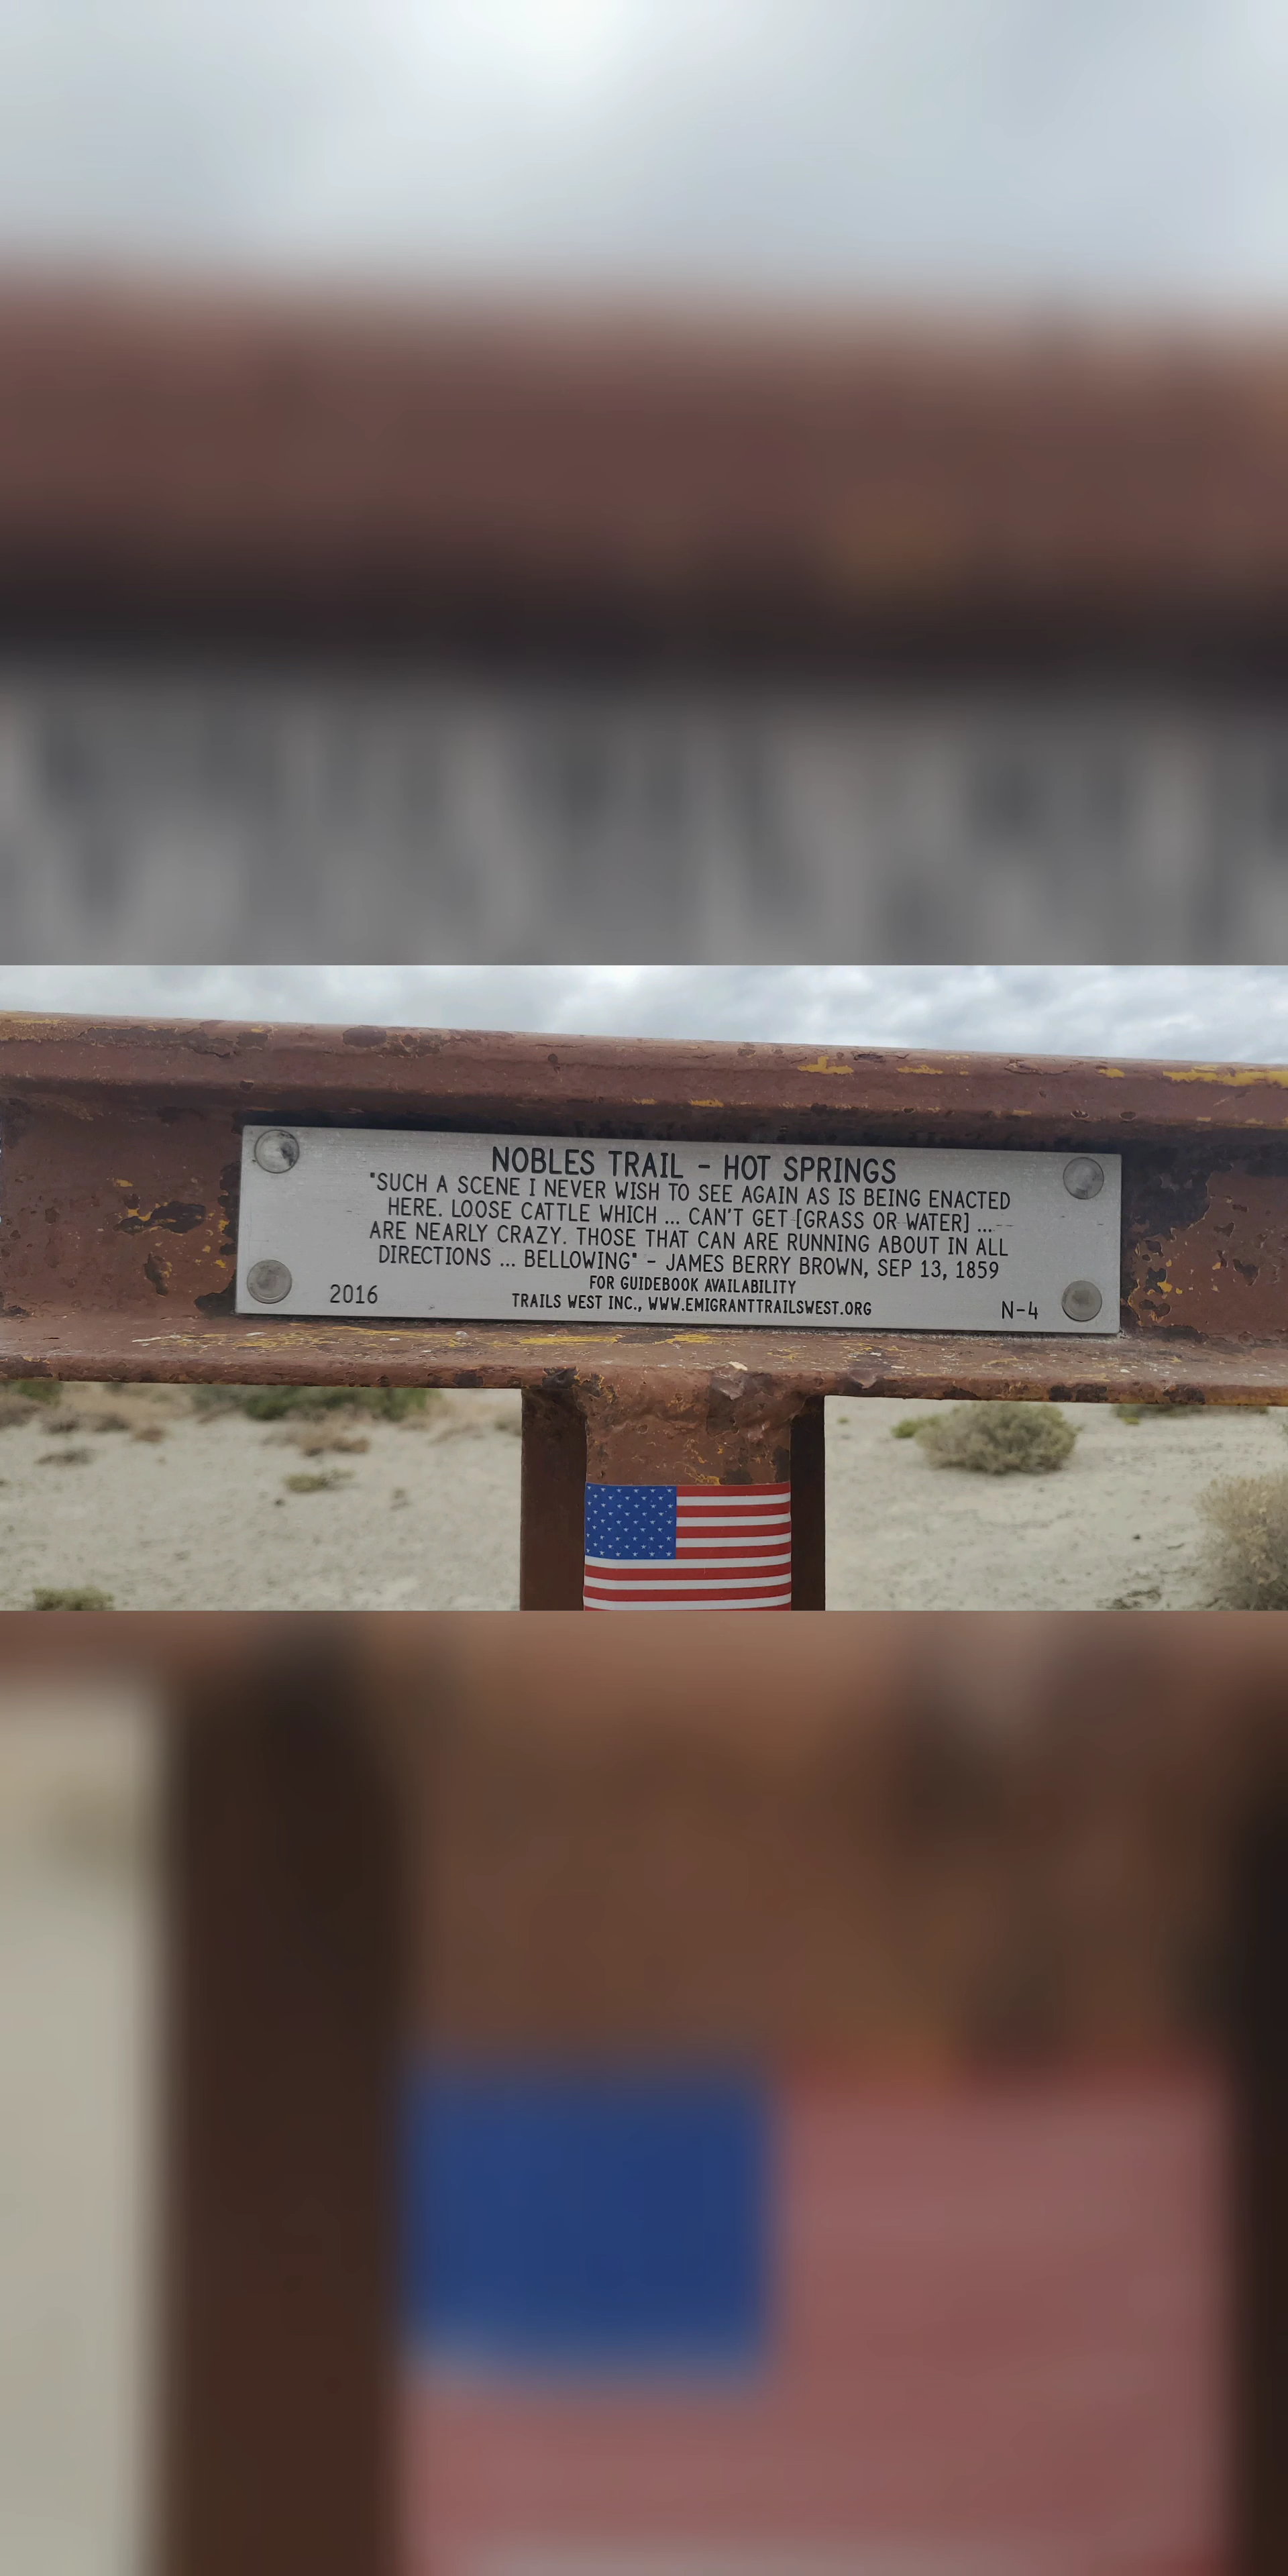 NOBLES TRAIL - HOT SPRINGS
"SUCH A SCENE I NEVER WISH TO SEE AGAIN AS IS BEING ENACTED
HERE. LOOSE CATTLE WHICH ... CAN'T GET [GRASS OR WATER] ...
ARE NEARLY CRAZY. THOSE THAT CAN ARE RUNNING ABOUT IN ALL
DIRECTIONS ... BELLOWING" - JAMES BERRY BROWN, SEP 13, 1859
FOR GUIDEBOOK AVAILABILITY
2016 TRAILS WEST INC., WWW.EMIGRANTTRAILSWEST.ORG N-4